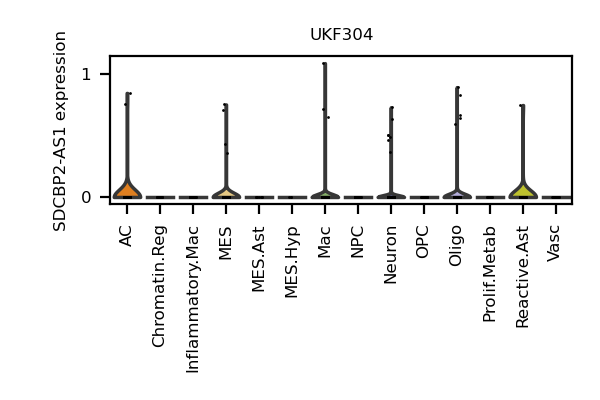 UKF304
SDCBP2-AS1 expression
1
0
AC
Chromatin.Reg
Inflammatory.Mac
MES
MES.Ast
MES.Hyp
Mac
NPC
Neuron
OPC
Oligo
Prolif.Metab
Reactive.Ast
Vasc